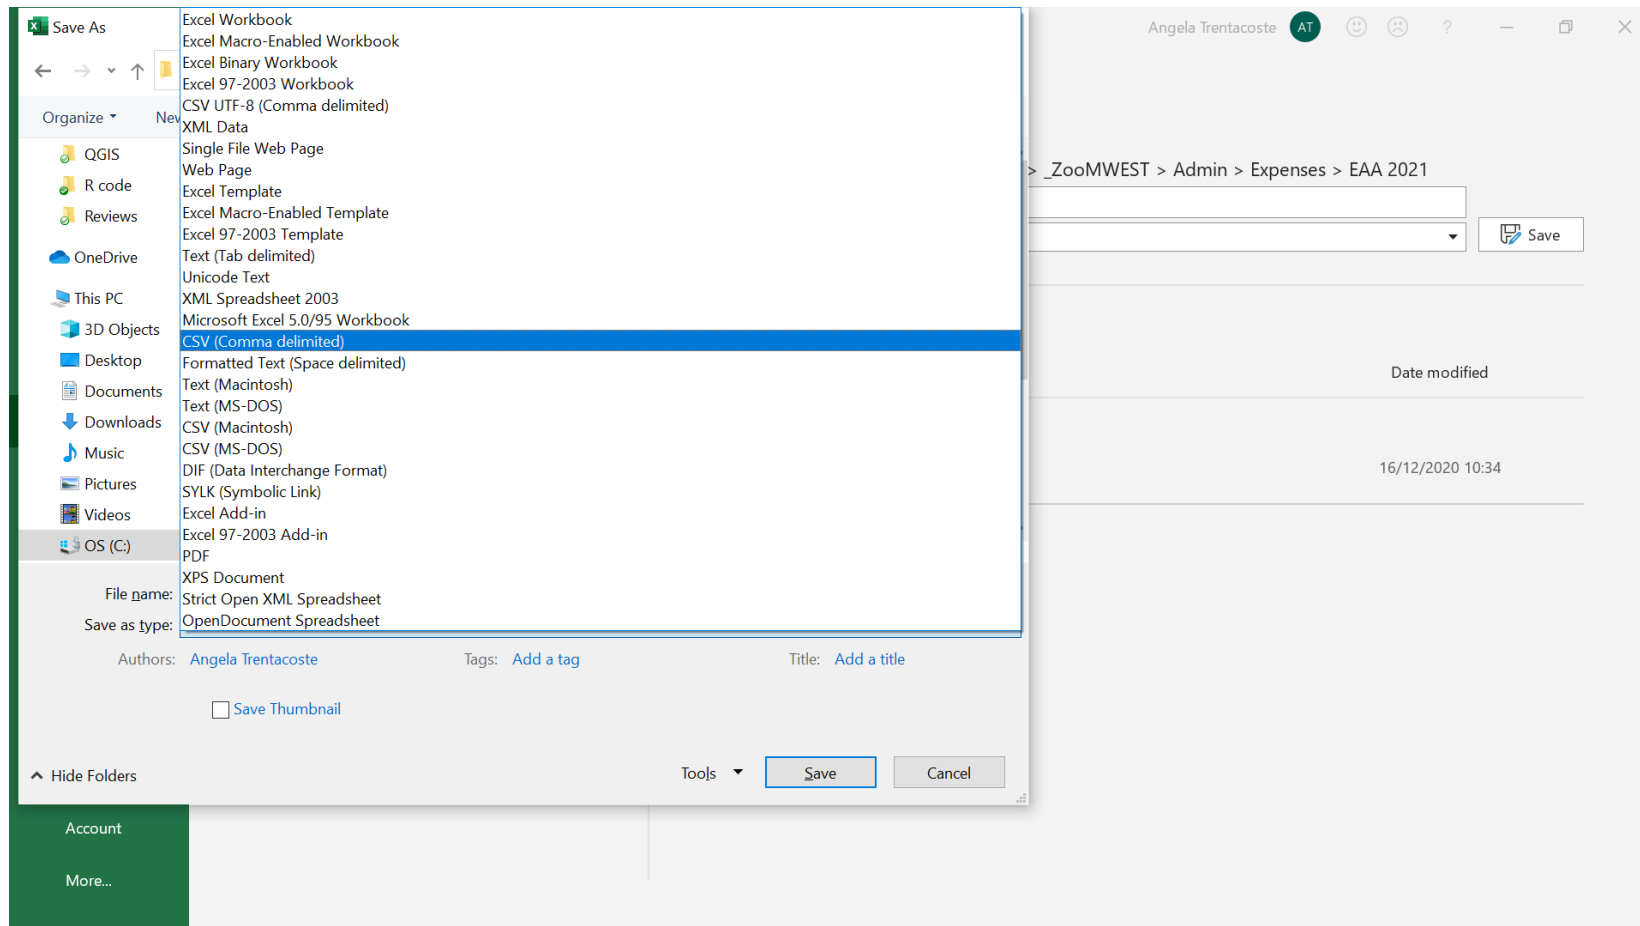 Save As
Angela Trentacoste AT
?
Organize
New
QGIS
R code
Reviews
OneDrive
This PC
3D Objects
Desktop
Documents
Downloads
Music
Pictures
Videos
OS (C:)
Excel Workbook
Excel Macro-Enabled Workbook
Excel Binary Workbook
Excel 97-2003 Workbook
CSV UTF-8 (Comma delimited)
XML Data
Single File Web Page
Web Page
Excel Template
Excel Macro-Enabled Template
Excel 97-2003 Template
Text (Tab delimited)
Unicode Text
XML Spreadsheet 2003
Microsoft Excel 5.0/95 Workbook
CSV (Comma delimited)
Formatted Text (Space delimited)
Text (Macintosh)
Text (MS-DOS)
CSV (Macintosh)
CSV (MS-DOS)
DIF (Data Interchange Format)
SYLK (Symbolic Link)
Excel Add-in
Excel 97-2003 Add-in
PDF
XPS Document
Strict Open XML Spreadsheet
OpenDocument Spreadsheet
> _ZooMWEST > Admin > Expenses > EAA 2021
Save
Date modified
16/12/2020 10:34
File name:
Save as type:
Authors: Angela Trentacoste Tags: Add a tag Title: Add a title
Save Thumbnail
Hide Folders
Tools Save Cancel
Account
More...